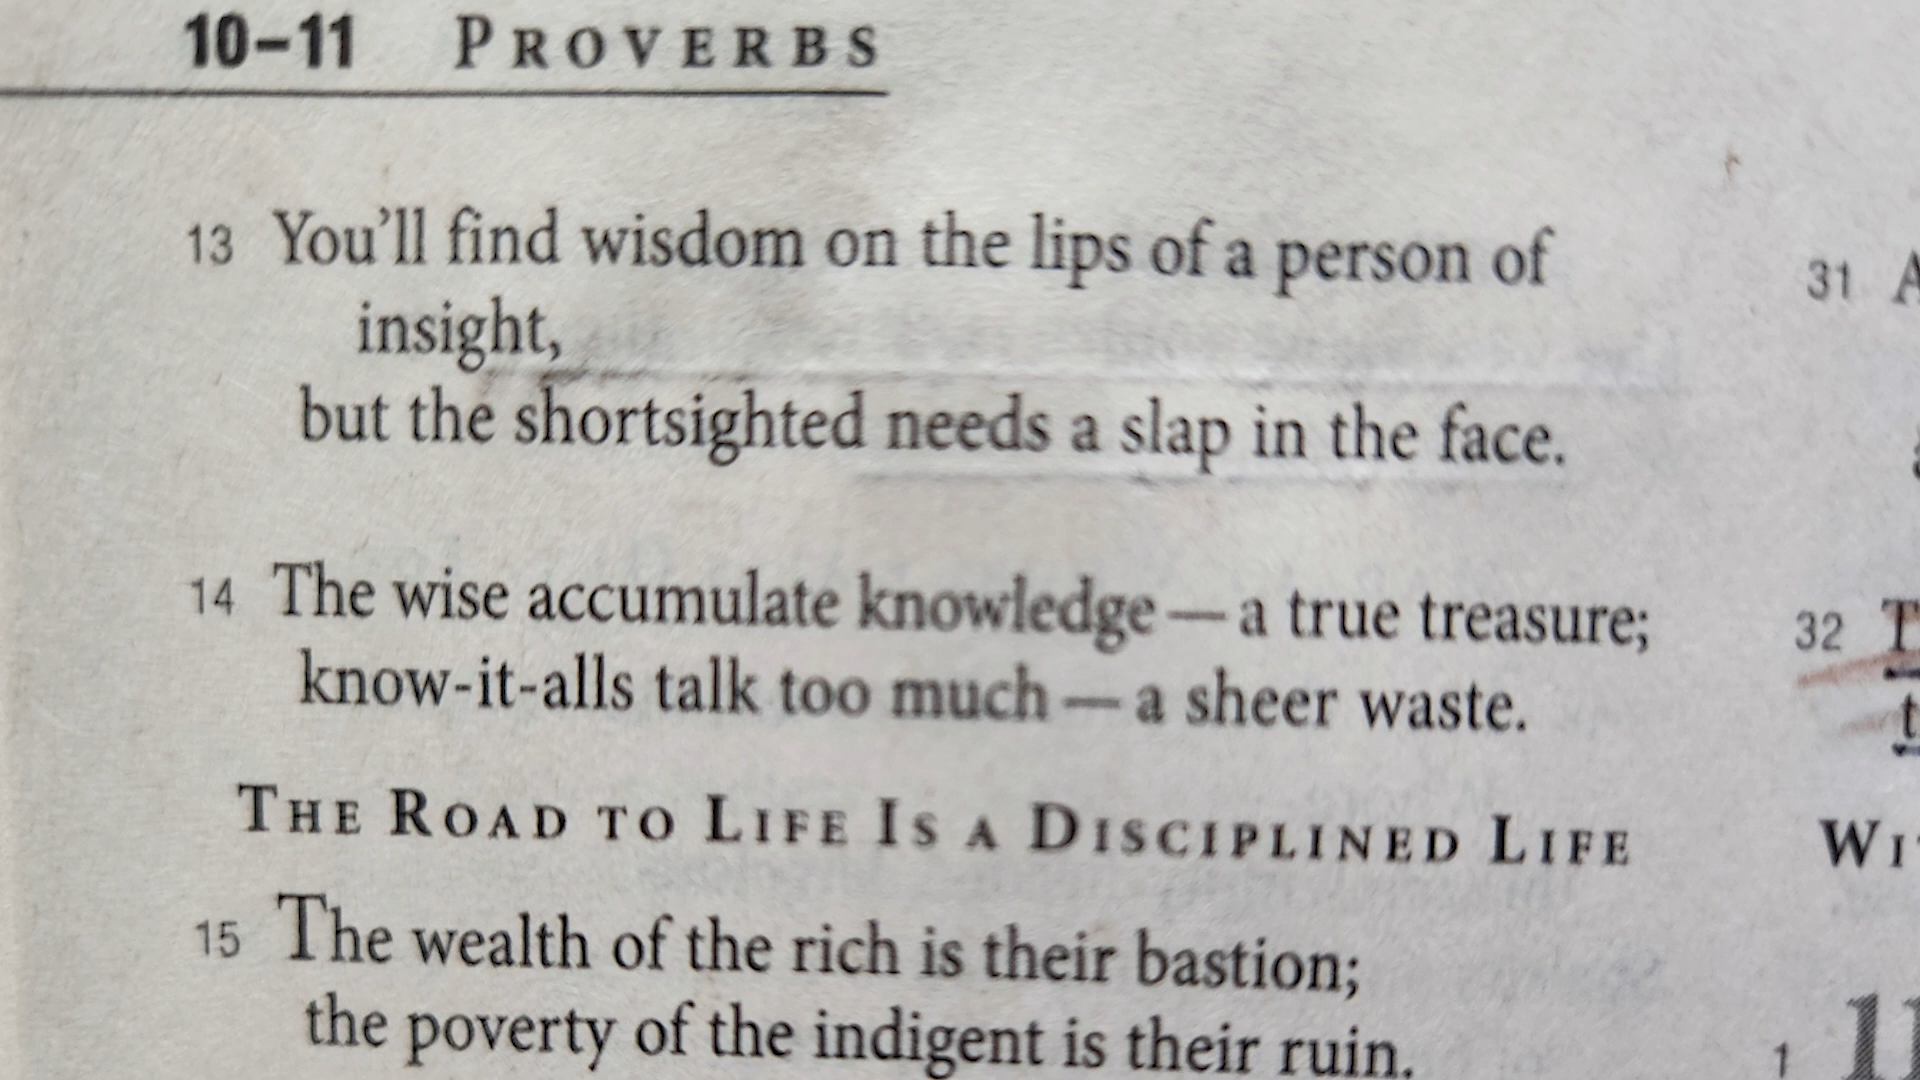 10–11 PROVERBS
13 You'll find wisdom on the lips of a person of
insight,
but the shortsighted needs a slap in the face.
14 The wise accumulate knowledge—a true treasure;
know-it-alls talk too much—a sheer waste.
THE ROAD TO LIFE IS A DISCIPLINED LIFE
15 The wealth of the rich is their bastion;
the poverty of the indigent is their ruin.
31 A
32 T
t
WI
1 11